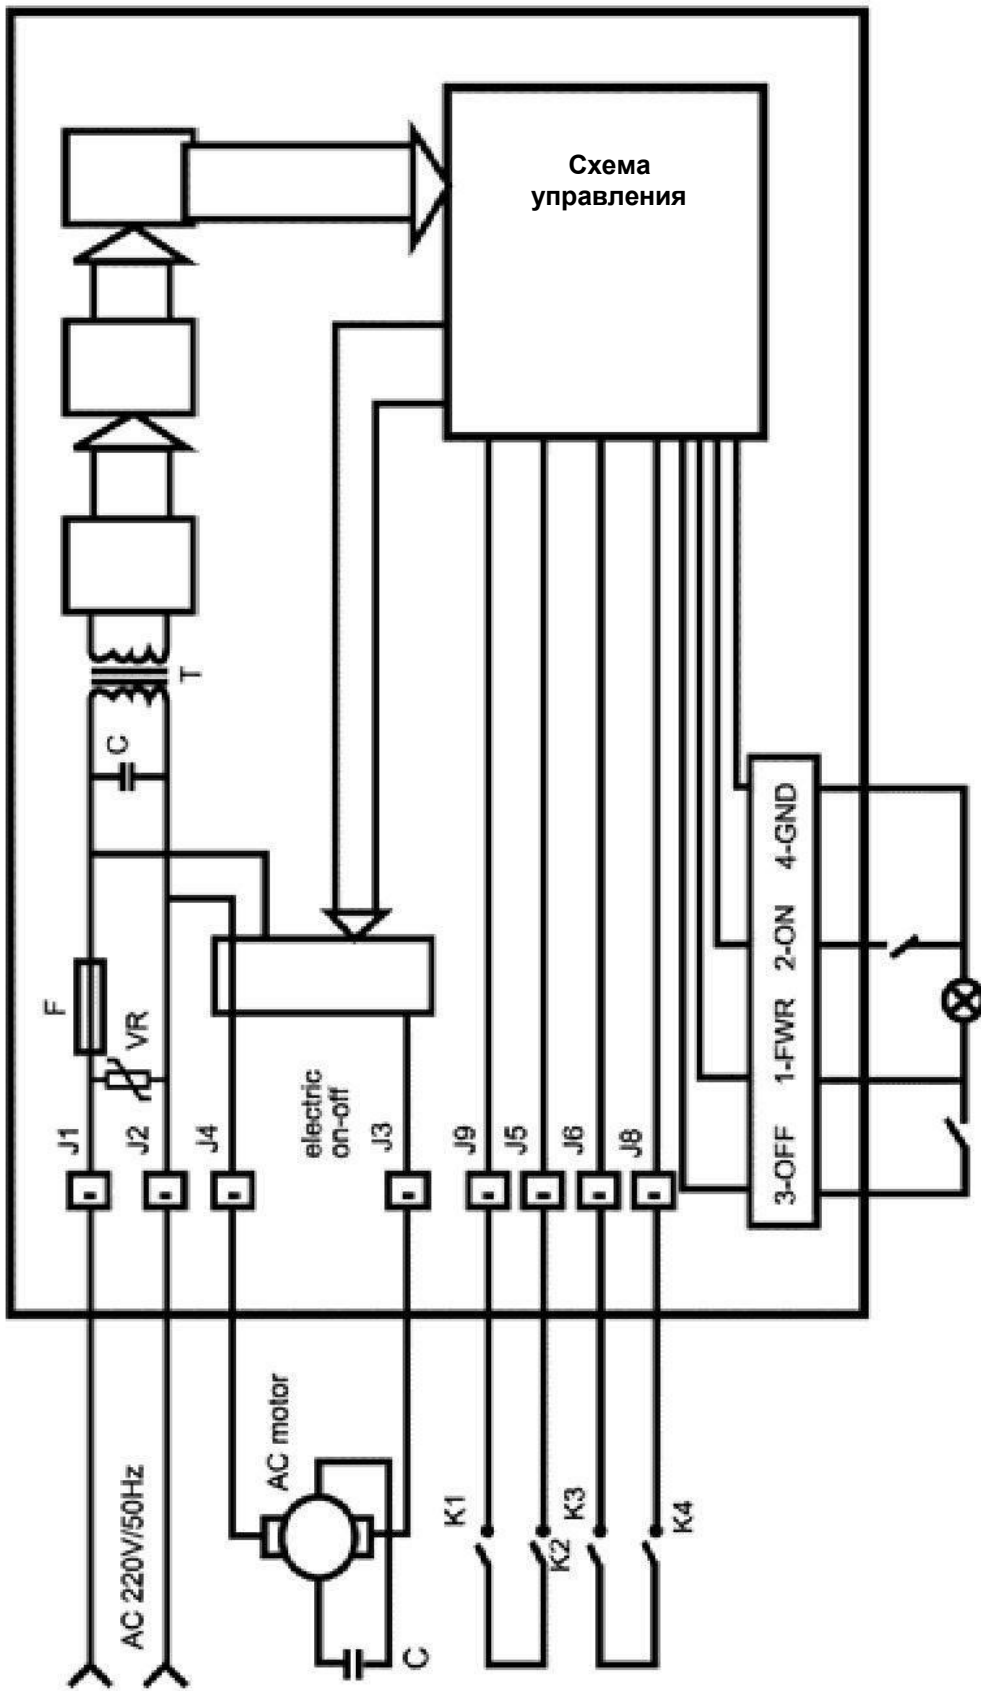 Схема
управления
T
C
F
VR
J1
J2
J4
electric
on-off
J3
J9
J5
J6
J8
3-OFF
1-FWR
2-ON
4-GND
AC 220V/50Hz
AC motor
C
K1
K2
K3
K4